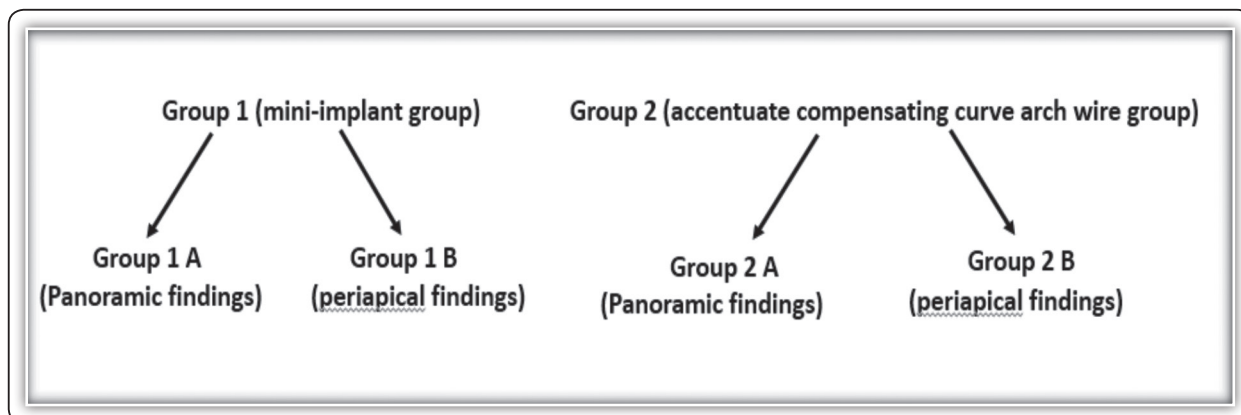 Group 1 (mini-implant group)
Group 2 (accentuate compensating curve arch wire group)
Group 1 A
(Panoramic findings)
Group 1 B
(periapical findings)
Group 2 A
(Panoramic findings)
Group 2 B
(periapical findings)